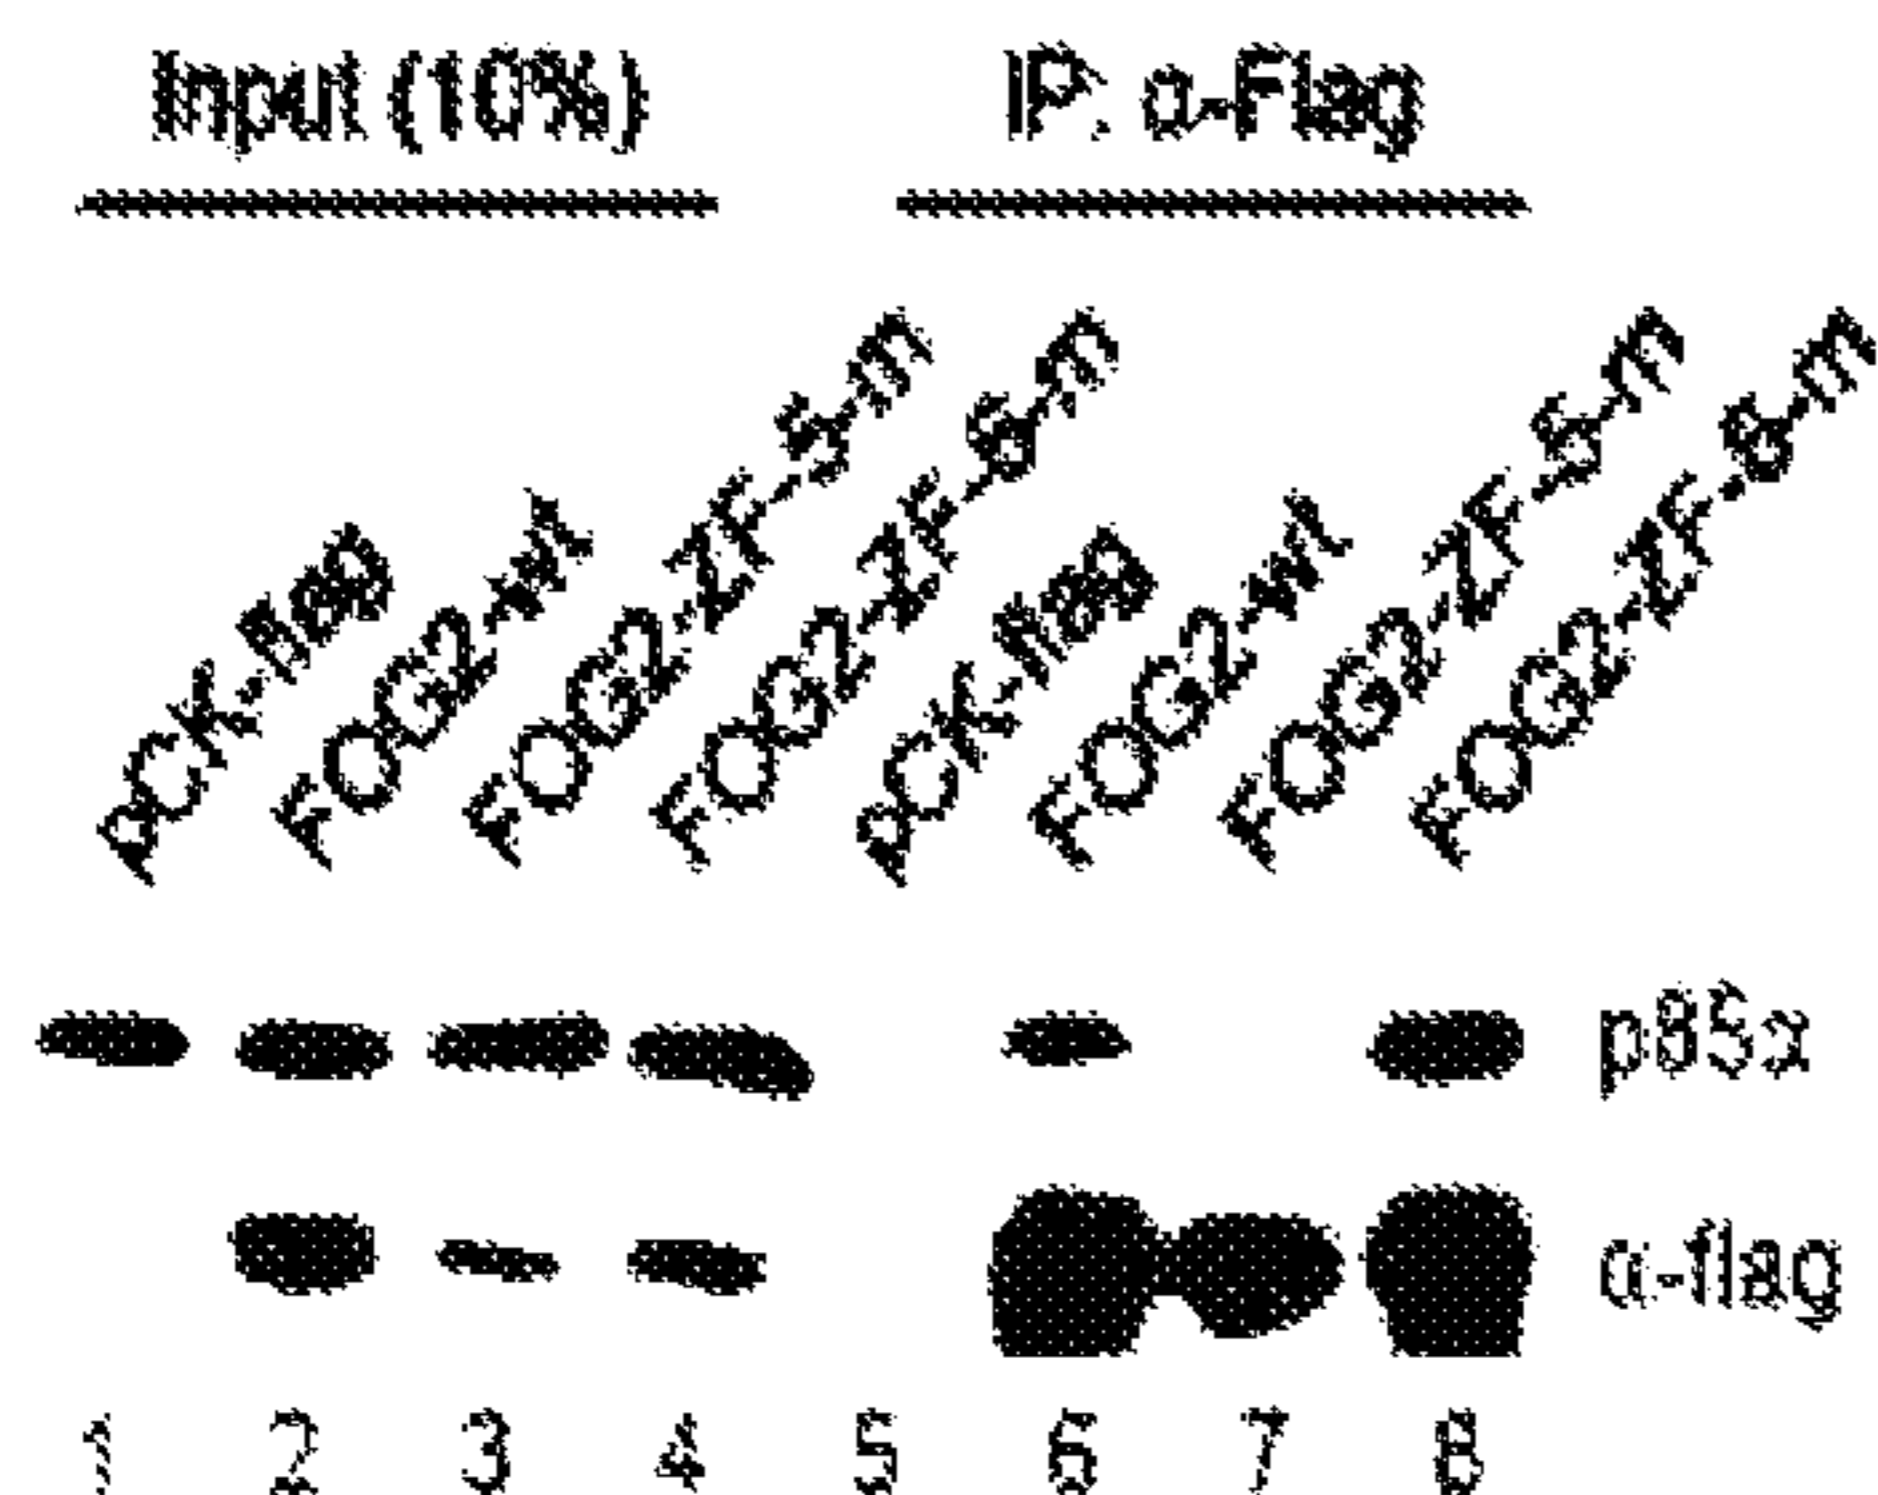 Input (10%) IP: α-Flag
pCK-flag FOG2-wt FOG2-ZF-5-m FOG2-ZF-6-m pCK-flag FOG2-wt FOG2-ZF-5-m FOG2-ZF-6-m
p85α
α-flag
1 2 3 4 5 6 7 8